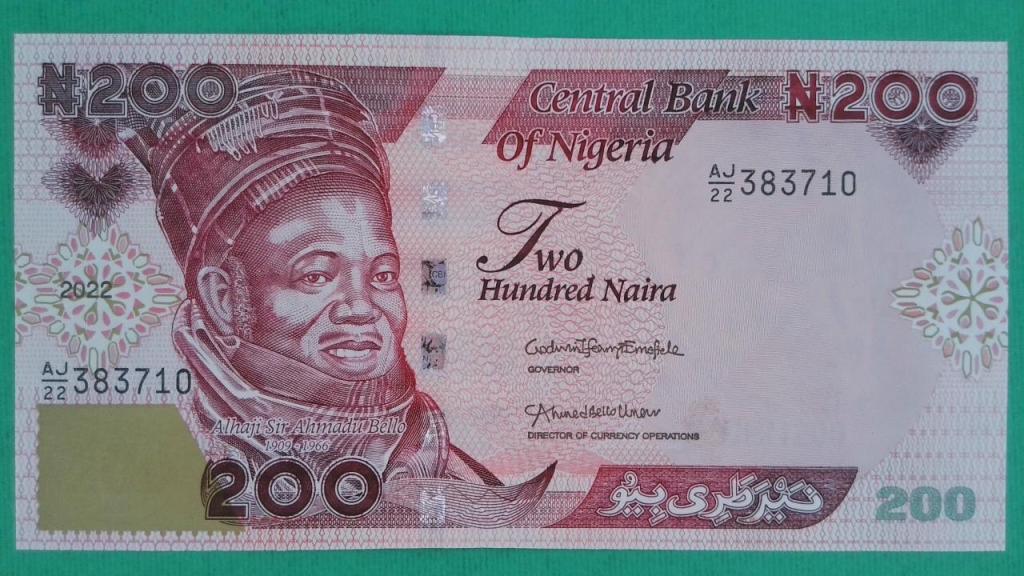 ₦200
Central Bank
Of Nigeria
₦200
AJ/22 383710
Two
Hundred Naira
2022
AJ/22 383710
GOVERNOR
DIRECTOR OF CURRENCY OPERATIONS
Alhaji Sir Ahmadu Bello
1909 - 1966
200
نَيْرَ طَرِى بِيُو
200